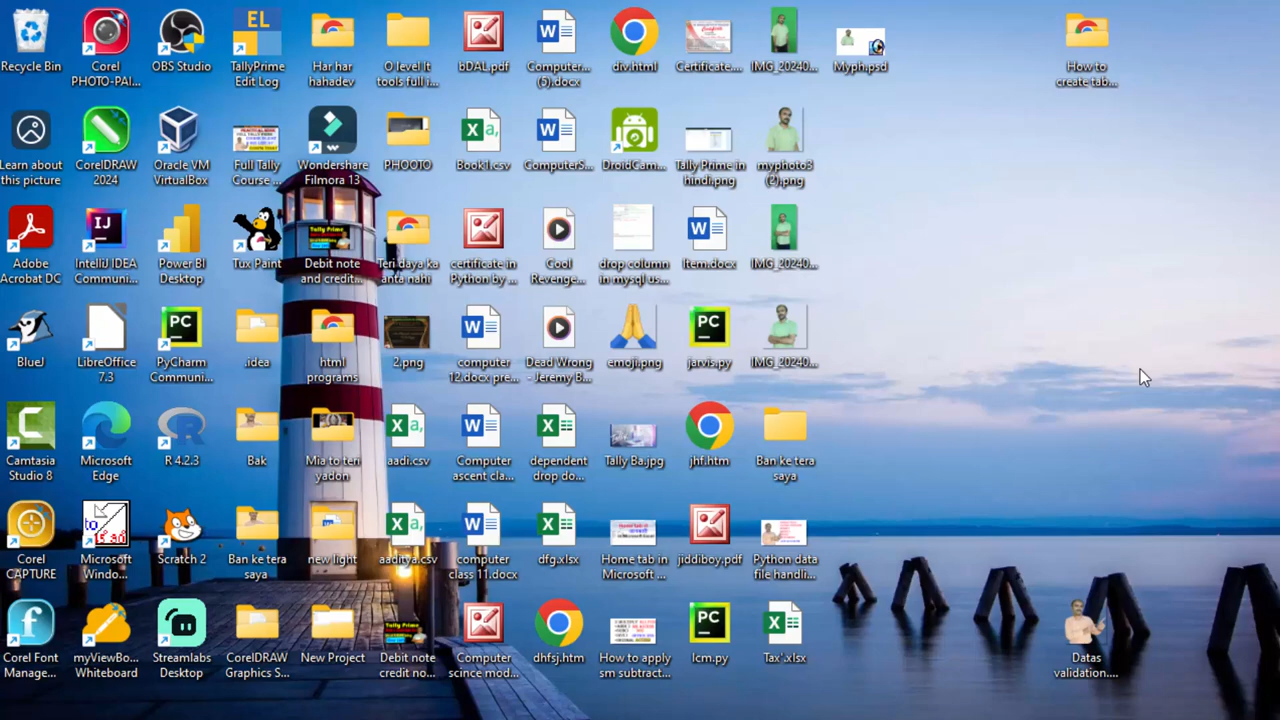 Recycle Bin
Corel
PHOTO-PAI...
OBS Studio
TallyPrime
Edit Log
Har har
hahadev
O level It
tools full i...
bDAL.pdf
Computer...
(5).docx
div.html
Certificate....
IMG_20240...
Myph.psd
How to
create tab...
Learn about
this picture
CorelDRAW
2024
Oracle VM
VirtualBox
Full Tally
Course ...
Wondershare
Filmora 13
PHOOTO
Book1.csv
ComputerS...
DroidCam...
Tally Prime in
hindi.png
myphoto3
(2).png
Adobe
Acrobat DC
IntelliJ IDEA
Communi...
Power BI
Desktop
Tux Paint
Debit note
and credit...
Teri daya ka
anta nahi
certificate in
Python by ...
Cool
Revenge...
drop column
in mysql us...
Item.docx
IMG_20240...
BlueJ
LibreOffice
7.3
PyCharm
Communi...
.idea
html
programs
2.png
computer
12.docx pre...
Dead Wrong
- Jeremy B...
emoji.png
jarvis.py
IMG_20240...
Camtasia
Studio 8
Microsoft
Edge
R 4.2.3
Bak
Mia to teri
yadon
aadi.csv
Computer
ascent cla...
dependent
drop do...
Tally Ba.jpg
jhf.htm
Ban ke tera
saya
Corel
CAPTURE
Microsoft
Windo...
Scratch 2
Ban ke tera
saya
new light
aaditya.csv
computer
class 11.docx
dfg.xlsx
Home tab in
Microsoft ...
jiddiboy.pdf
Python data
file handli...
Corel Font
Manage...
myViewBo...
Whiteboard
Streamlabs
Desktop
CorelDRAW
Graphics S...
New Project
Debit note
credit no...
Computer
scince mod...
dhfsj.htm
How to apply
sm subtract...
lcm.py
Tax'.xlsx
Datas
validation....